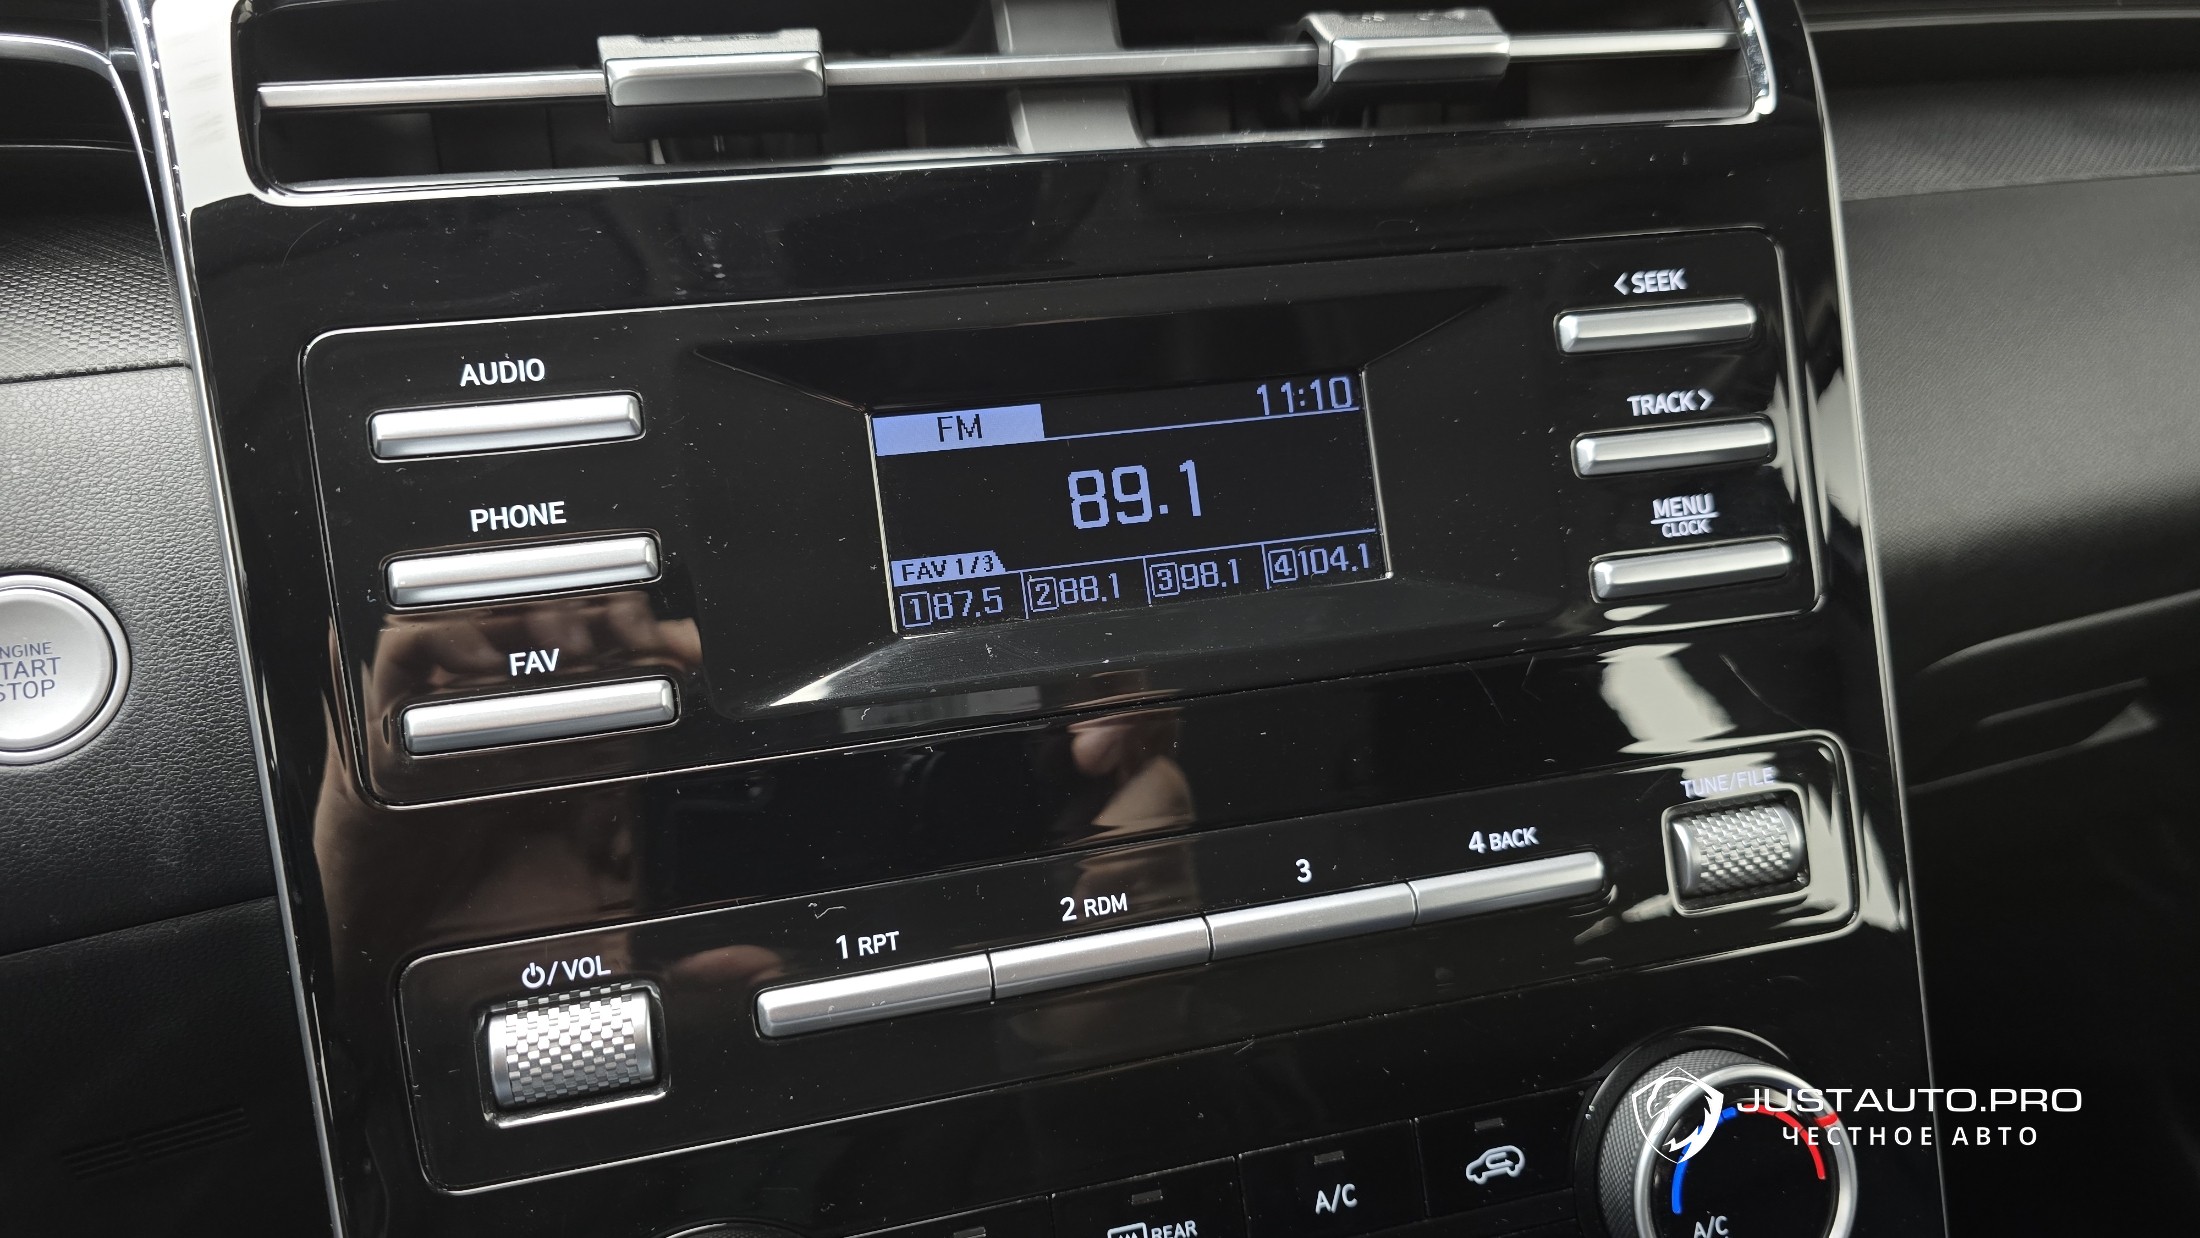 <SEEK
AUDIO
TRACK>
11:10
FM
89.1
PHONE
MENU
CLOCK
FAV 1/3
1 87.5 2 88.1 3 98.1 4 104.1
START
STOP
FAV
TUNE/FILE
4 BACK
3
2 RDM
1 RPT
/VOL
JUSTAUTO.PRO
ЧЕСТНОЕ АВТО
A/C
REAR
A/C